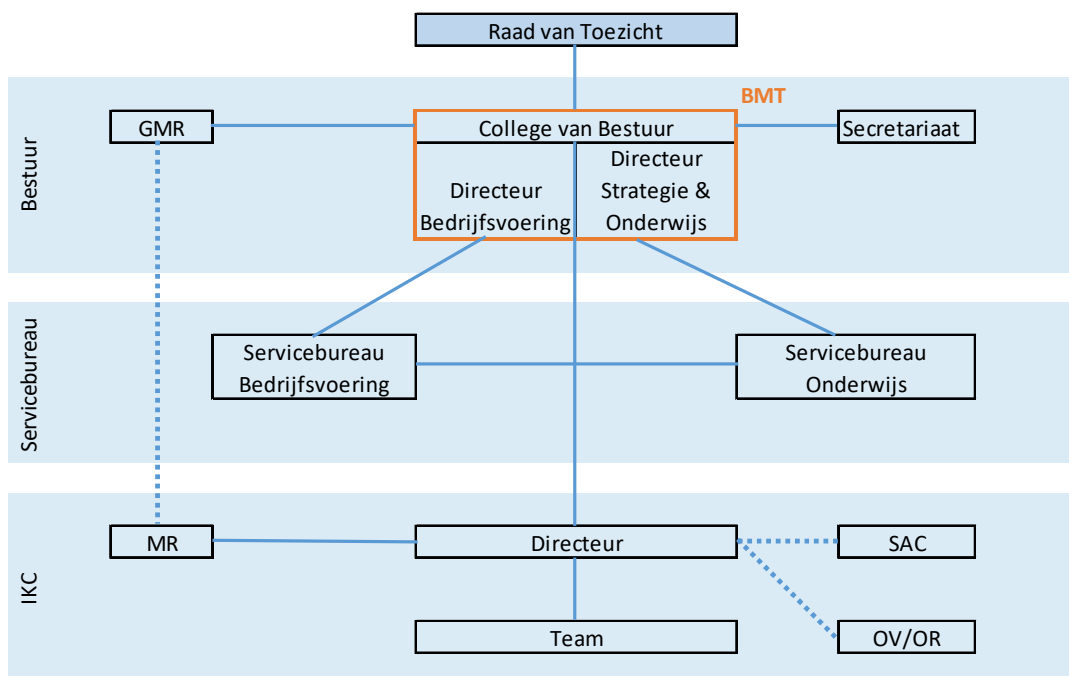 Raad van Toezicht
BMT
Bestuur
GMR
College van Bestuur
Secretariaat
Directeur
Bedrijfsvoering
Directeur
Strategie &
Onderwijs
Servicebureau
Servicebureau
Bedrijfsvoering
Servicebureau
Onderwijs
IKC
MR
Directeur
SAC
Team
OV/OR